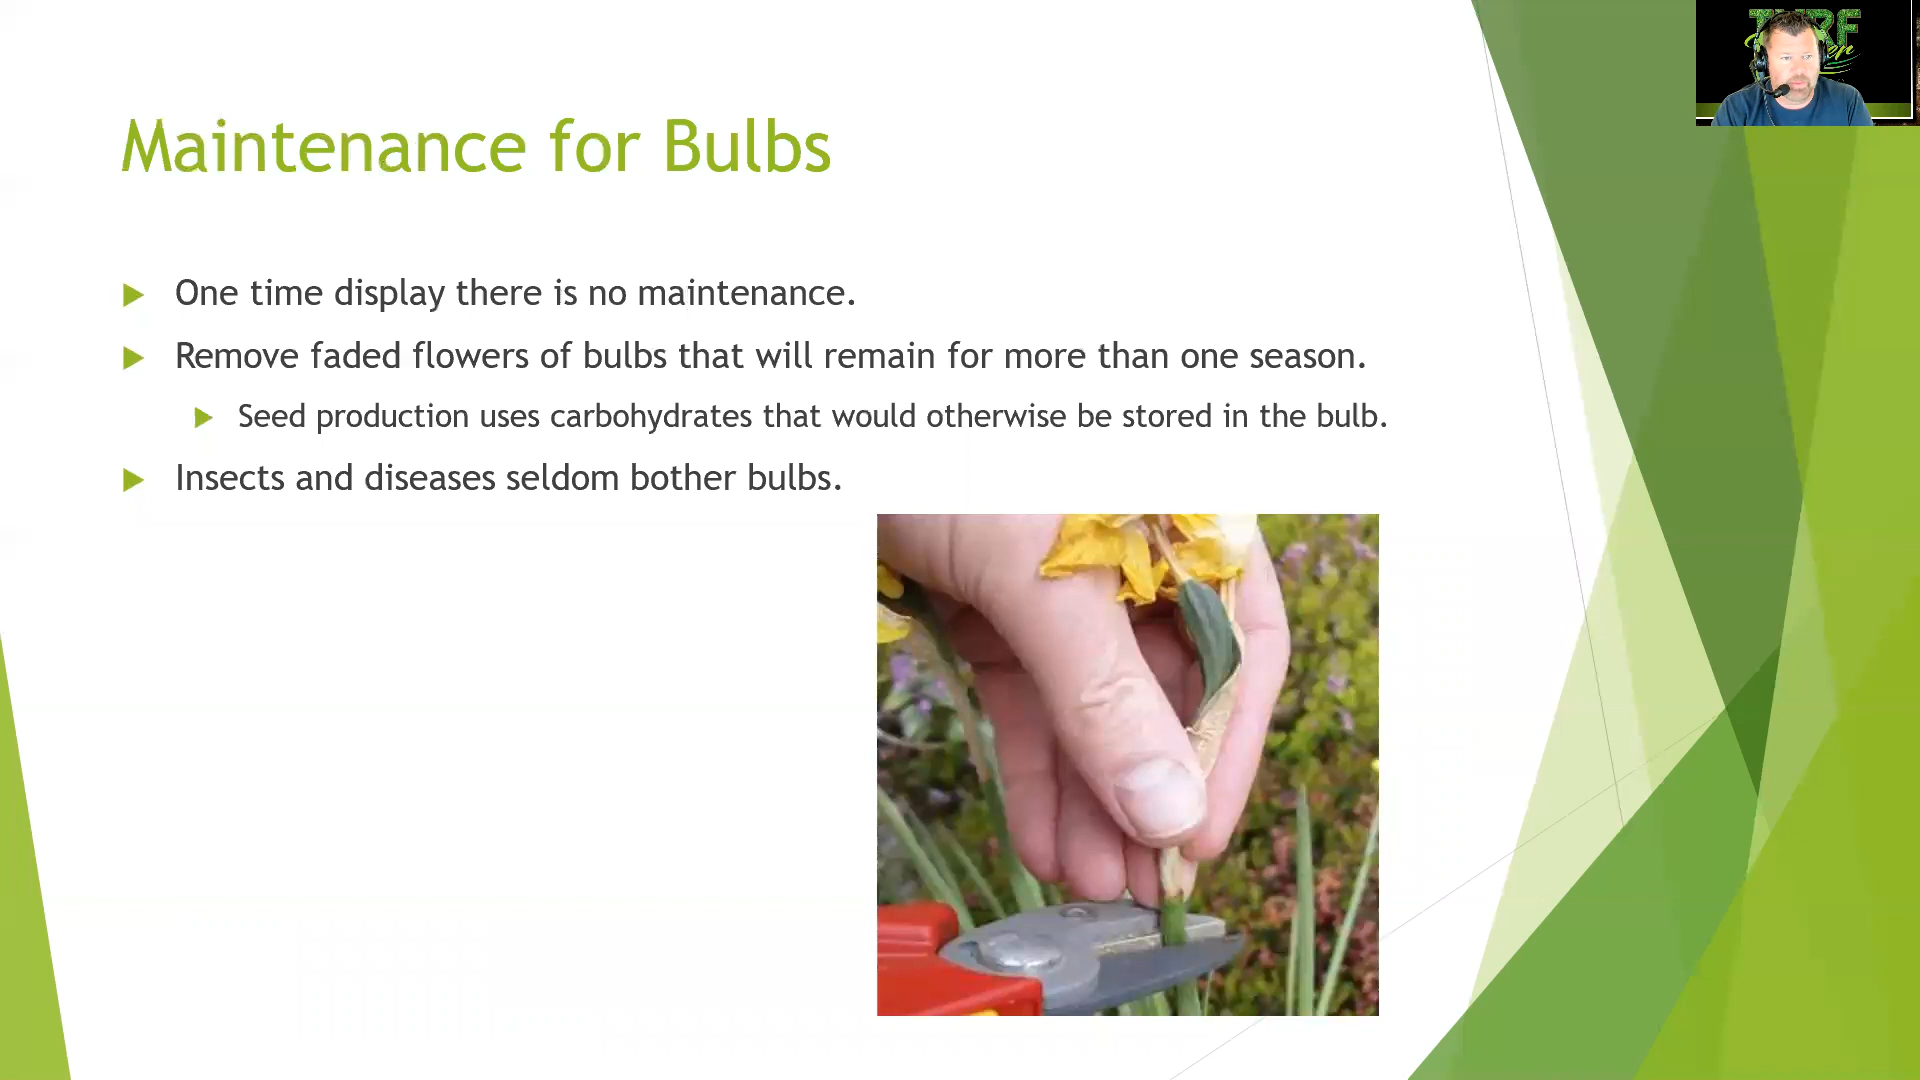 Maintenance for Bulbs
One time display there is no maintenance.
Remove faded flowers of bulbs that will remain for more than one season.
Seed production uses carbohydrates that would otherwise be stored in the bulb.
Insects and diseases seldom bother bulbs.